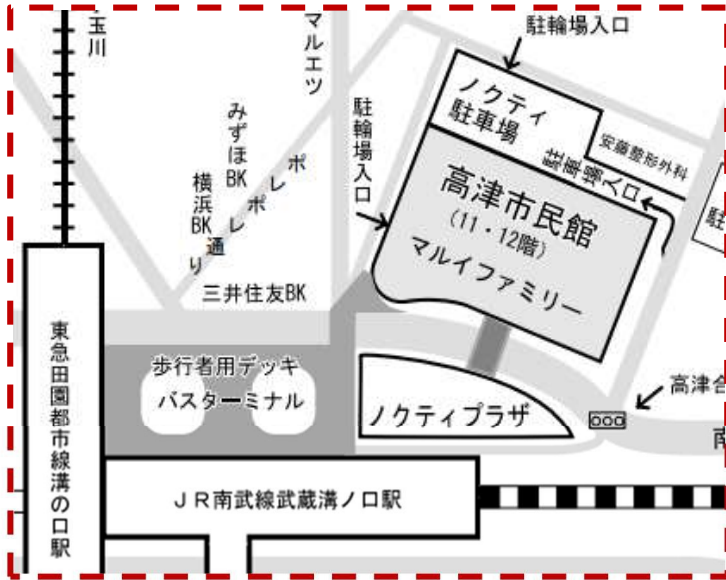 玉川
マルエツ
駐輪場入口
ノクティ
駐車場
安藤整形外科
駐車場入口
駐輪場入口
みずほBK
横浜BK
ポレポレ通り
三井住友BK
高津市民館
(11・12階)
マルイファミリー
歩行者用デッキ
バスターミナル
ノクティプラザ
高津合
南
駐
東急田園都市線溝の口駅
JR南武線武蔵溝ノ口駅